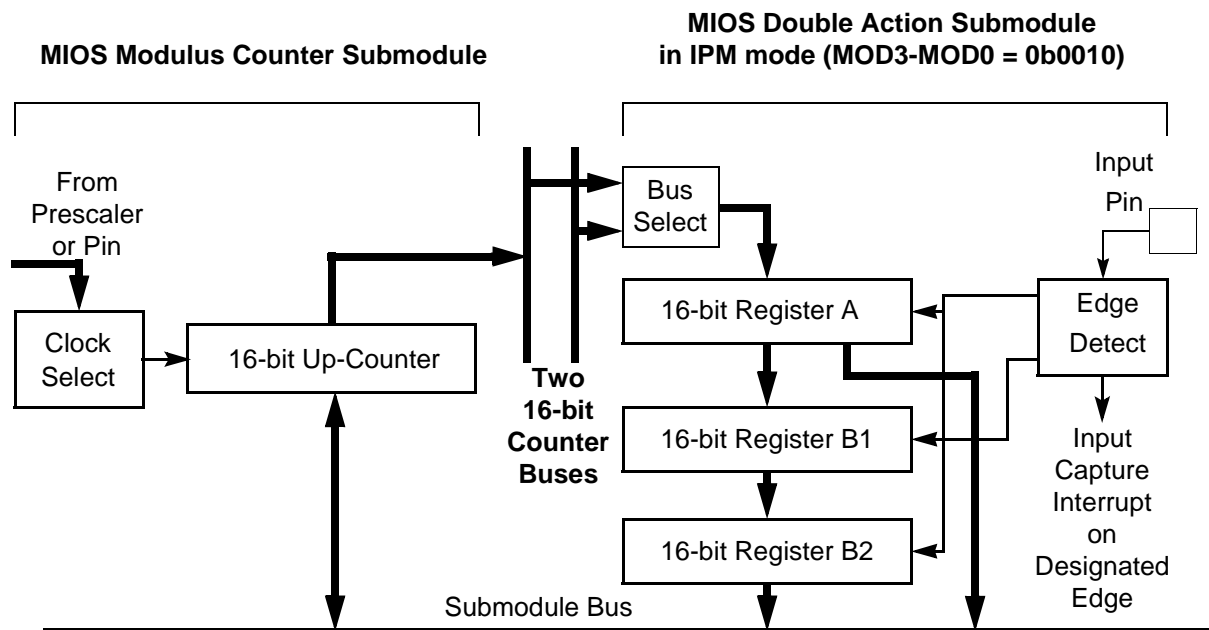 MIOS Modulus Counter Submodule
MIOS Double Action Submodule
in IPM mode (MOD3-MOD0 = 0b0010)
From
Prescaler
or Pin
Clock
Select
16-bit Up-Counter
Two
16-bit
Counter
Buses
Bus
Select
Input
Pin
16-bit Register A
Edge
Detect
16-bit Register B1
16-bit Register B2
Input
Capture
Interrupt
on
Designated
Edge
Submodule Bus